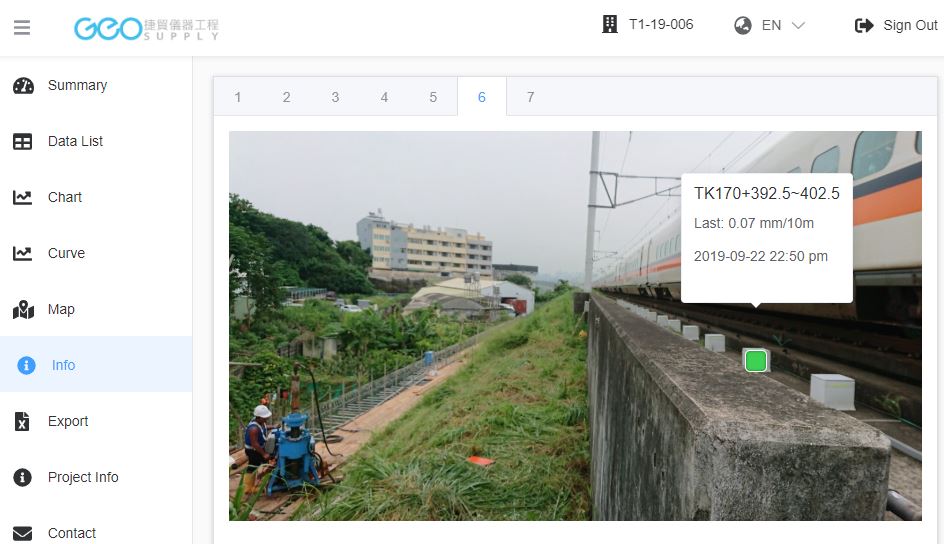 GEO 捷貿儀器工程
SUPPLY
T1-19-006
EN
Sign Out
Summary
Data List
Chart
Curve
Map
Info
Export
Project Info
Contact
1 2 3 4 5 6 7
TK170+392.5~402.5
Last: 0.07 mm/10m
2019-09-22 22:50 pm